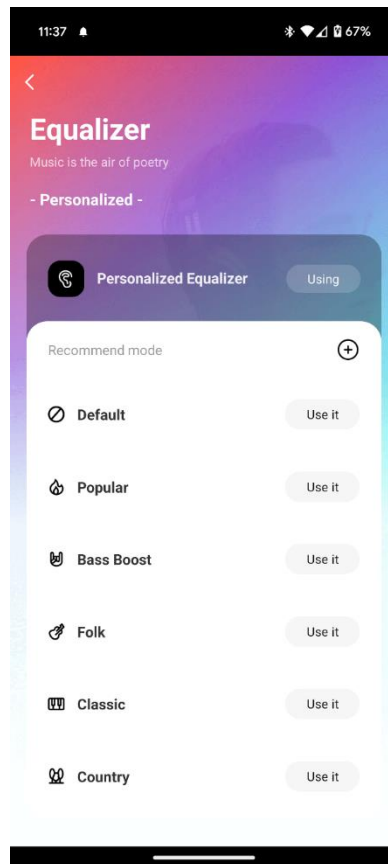 11:37 67%
Equalizer
Music is the air of poetry
- Personalized -
Personalized Equalizer Using
Recommend mode
Default Use it
Popular Use it
Bass Boost Use it
Folk Use it
Classic Use it
Country Use it